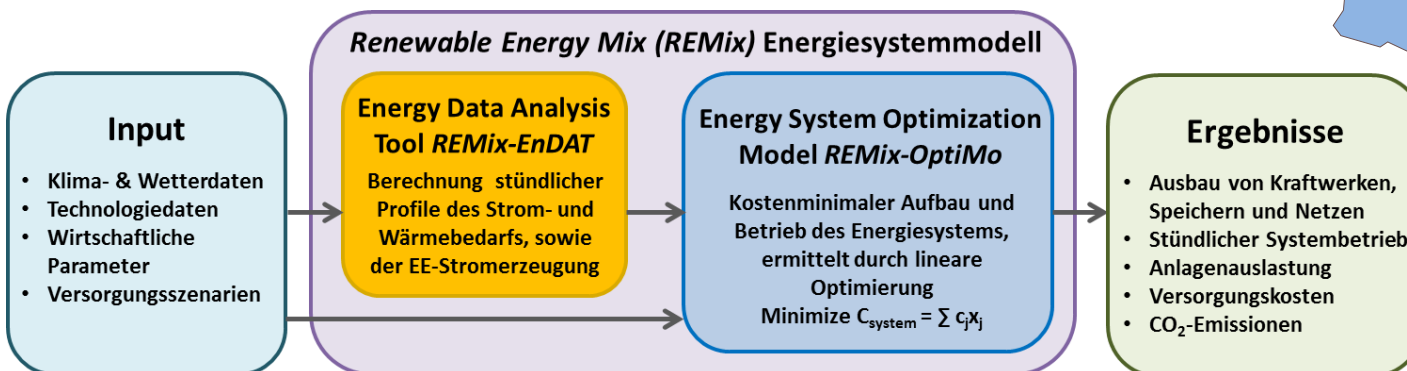 Renewable Energy Mix (REMix) Energiesystemmodell
Input
• Klima- & Wetterdaten
• Technologiedaten
• Wirtschaftliche
Parameter
• Versorgungsszenarien
Energy Data Analysis
Tool REMix-EnDAT
Berechnung stündlicher
Profile des Strom- und
Wärmebedarfs, sowie
der EE-Stromerzeugung
Energy System Optimization
Model REMix-OptiMo
Kostenminimaler Aufbau und
Betrieb des Energiesystems,
ermittelt durch lineare
Optimierung
Minimize C_system = ∑ c_jx_j
Ergebnisse
• Ausbau von Kraftwerken,
Speichern und Netzen
• Stündlicher Systembetrieb
• Anlagenauslastung
• Versorgungskosten
• CO₂-Emissionen